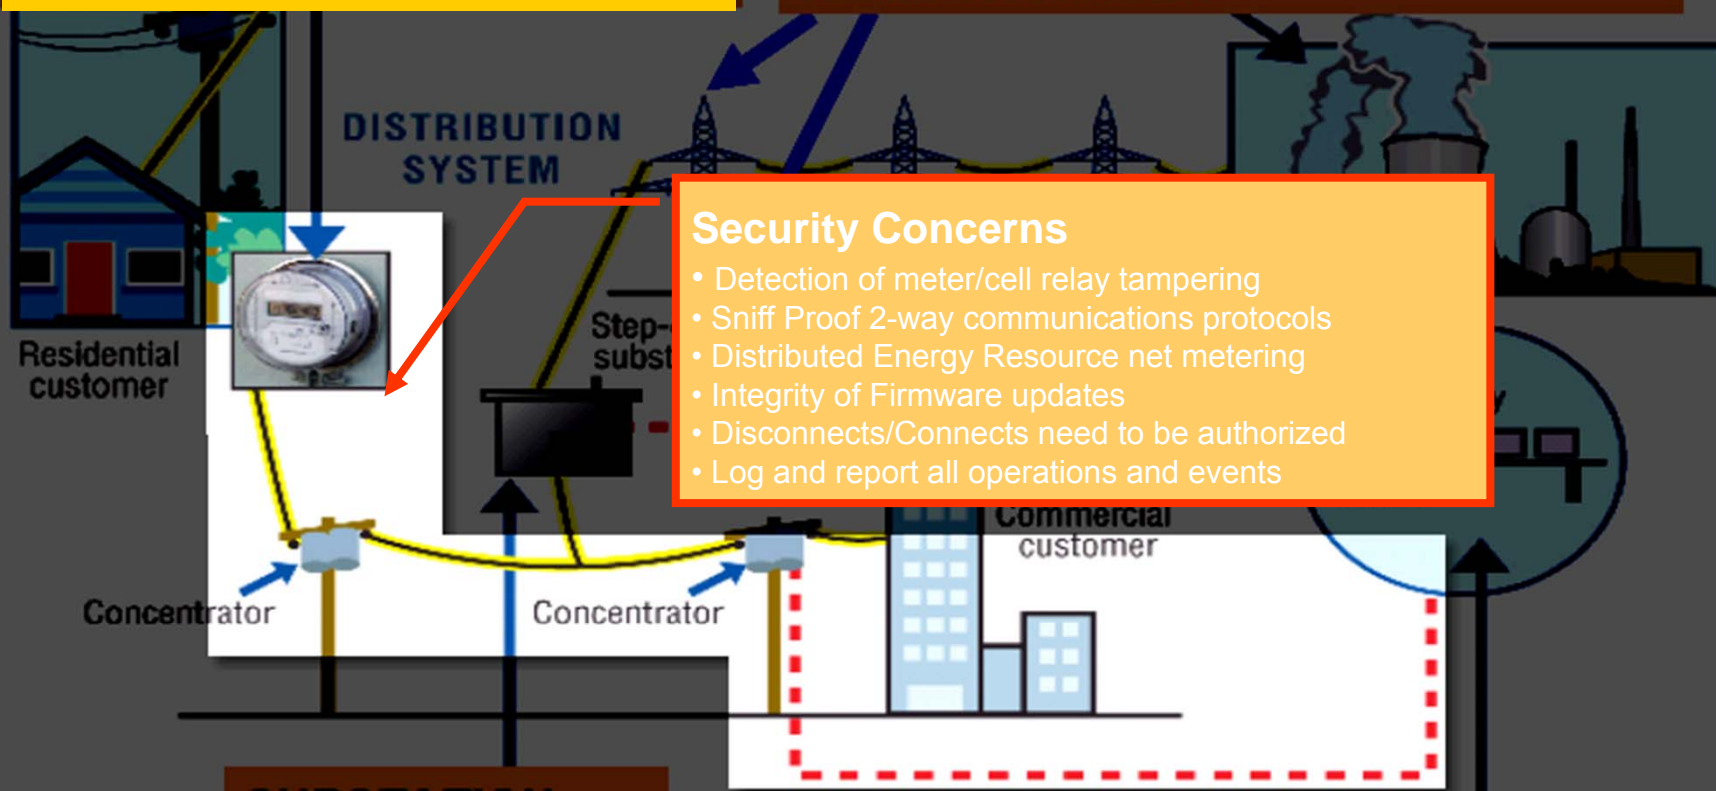 DISTRIBUTION
SYSTEM
Security Concerns
• Detection of meter/cell relay tampering
• Sniff Proof 2-way communications protocols
• Distributed Energy Resource net metering
• Integrity of Firmware updates
• Disconnects/Connects need to be authorized
• Log and report all operations and events
Residential
customer
Step-
subst
Commercial
customer
Concentrator
Concentrator